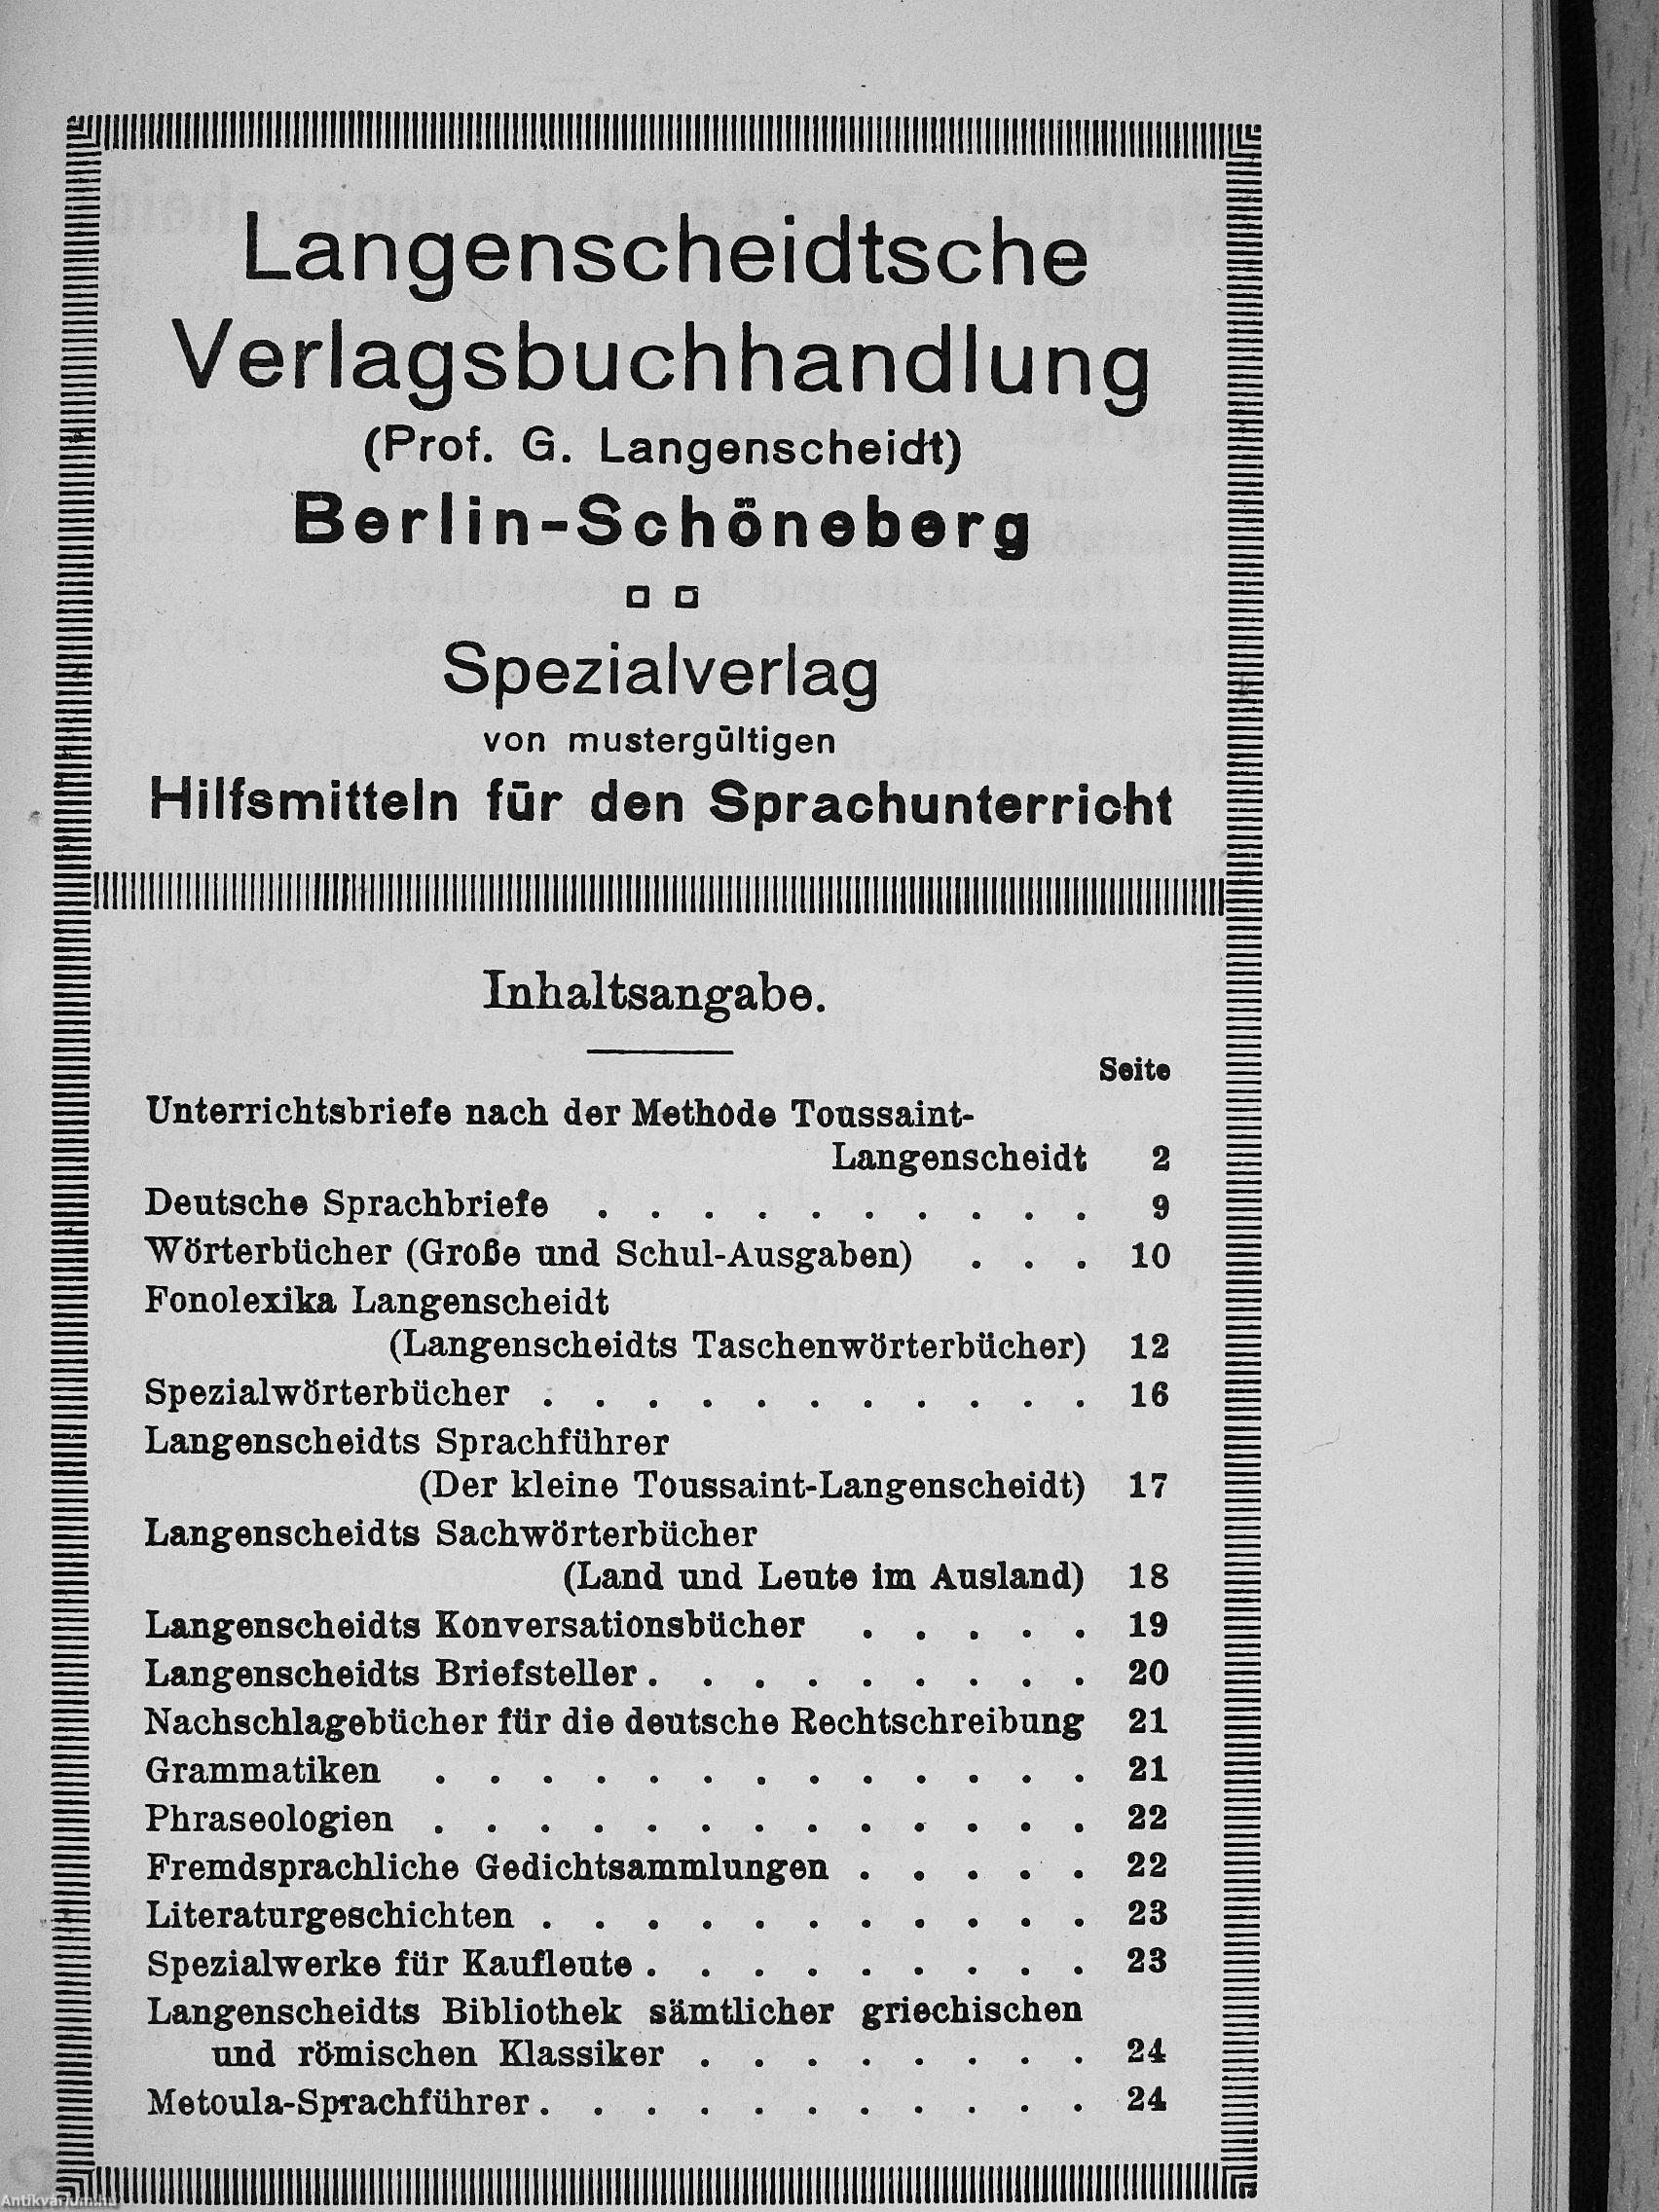 Langenscheidtsche
Verlagsbuchhandlung
(Prof. G. Langenscheidt)
Berlin-Schöneberg
Spezialverlag
von mustergültigen
Hilfsmitteln für den Sprachunterricht
Inhaltsangabe.
Seite
Unterrichtsbriefe nach der Methode Toussaint-
Langenscheidt 2
Deutsche Sprachbriefe . . . . . . . . . . 9
Wörterbücher (Große und Schul-Ausgaben) . . . 10
Fonolexika Langenscheidt
(Langenscheidts Taschenwörterbücher) 12
Spezialwörterbücher . . . . . . . . . . . 16
Langenscheidts Sprachführer
(Der kleine Toussaint-Langenscheidt) 17
Langenscheidts Sachwörterbücher
(Land und Leute im Ausland) 18
Langenscheidts Konversationsbücher . . . . . 19
Langenscheidts Briefsteller . . . . . . . . . 20
Nachschlagebücher für die deutsche Rechtschreibung 21
Grammatiken . . . . . . . . . . . . . 21
Phraseologien . . . . . . . . . . . . . 22
Fremdsprachliche Gedichtsammlungen . . . . . 22
Literaturgeschichten . . . . . . . . . . . 23
Spezialwerke für Kaufleute . . . . . . . . . 23
Langenscheidts Bibliothek sämtlicher griechischen
und römischen Klassiker . . . . . . . . 24
Metoula-Sprachführer . . . . . . . . . . . 24
Antikvarium.hu